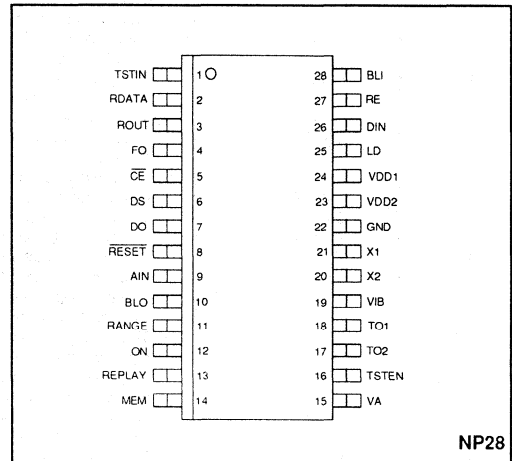 TSTIN 1 28 BLI
RDATA 2 27 RE
ROUT 3 26 DIN
FO 4 25 LD
CE 5 24 VDD1
DS 6 23 VDD2
DO 7 22 GND
RESET 8 21 X1
AIN 9 20 X2
BLO 10 19 VIB
RANGE 11 18 TO1
ON 12 17 TO2
REPLAY 13 16 TSTEN
MEM 14 15 VA
NP28